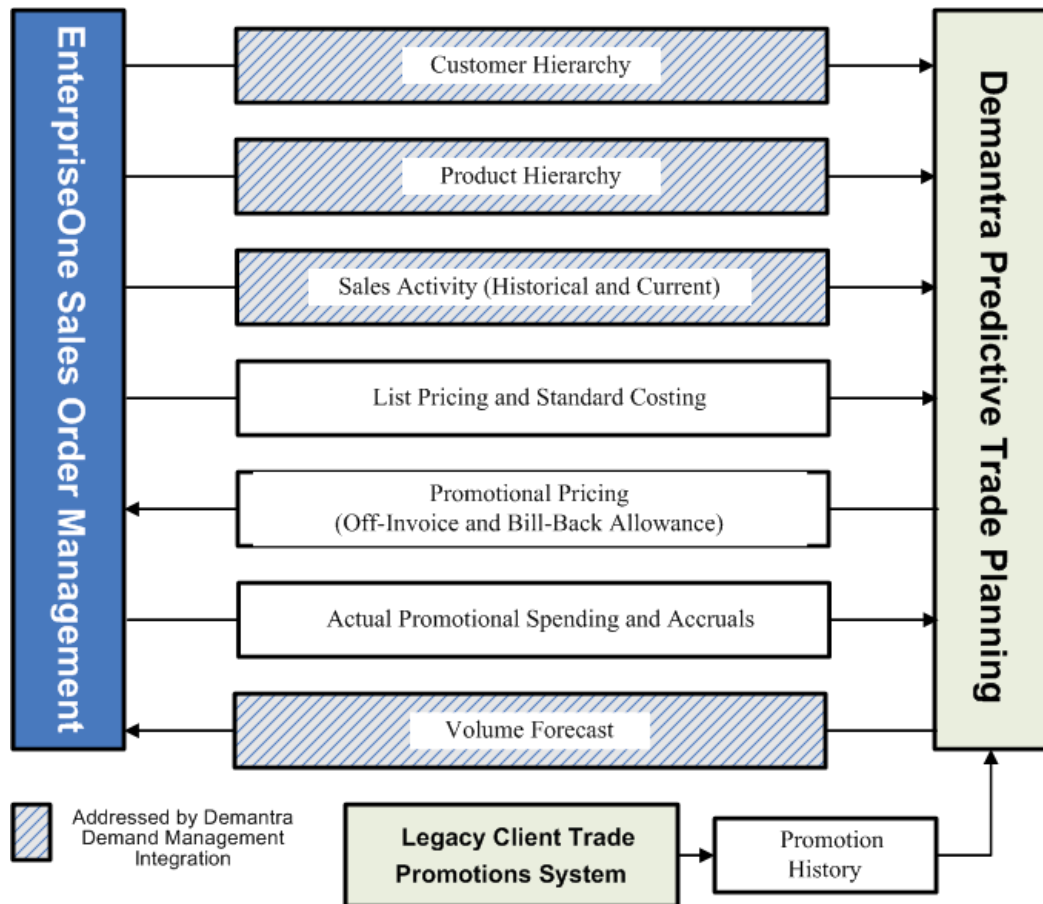 EnterpriseOne Sales Order Management
Customer Hierarchy
Product Hierarchy
Sales Activity (Historical and Current)
List Pricing and Standard Costing
Promotional Pricing
(Off-Invoice and Bill-Back Allowance)
Actual Promotional Spending and Accruals
Volume Forecast
Demantra Predictive Trade Planning
Addressed by Demantra
Demand Management
Integration
Legacy Client Trade
Promotions System
Promotion
History